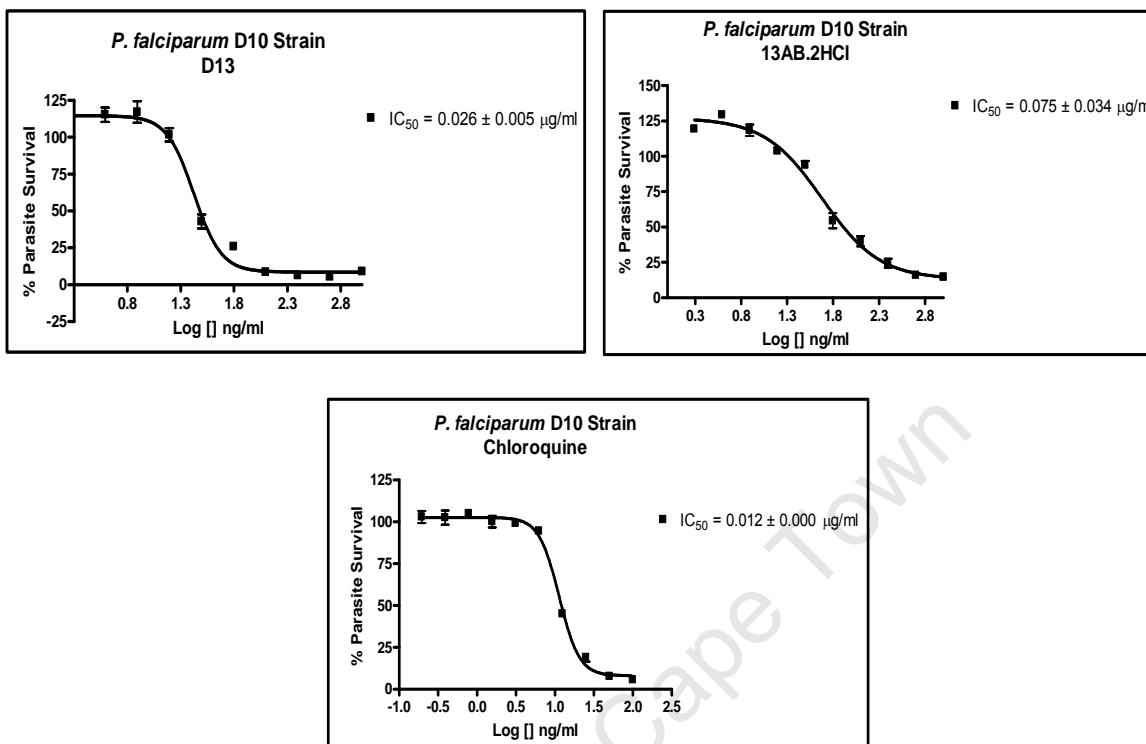 P. falciparum D10 Strain
D13
125
100
75
50
25
0
-25
% Parasite Survival
0.8 1.3 1.8 2.3 2.8
Log [] ng/ml
IC50 = 0.026 ± 0.005 μg/ml
P. falciparum D10 Strain
13AB.2HCl
150
125
100
75
50
25
0
% Parasite Survival
0.3 0.8 1.3 1.8 2.3 2.8
Log [] ng/ml
IC50 = 0.075 ± 0.034 μg/m
P. falciparum D10 Strain
Chloroquine
125
100
75
50
25
0
% Parasite Survival
-1.0 -0.5 0.0 0.5 1.0 1.5 2.0 2.5
Log [] ng/ml
IC50 = 0.012 ± 0.000 μg/ml
Cape Town